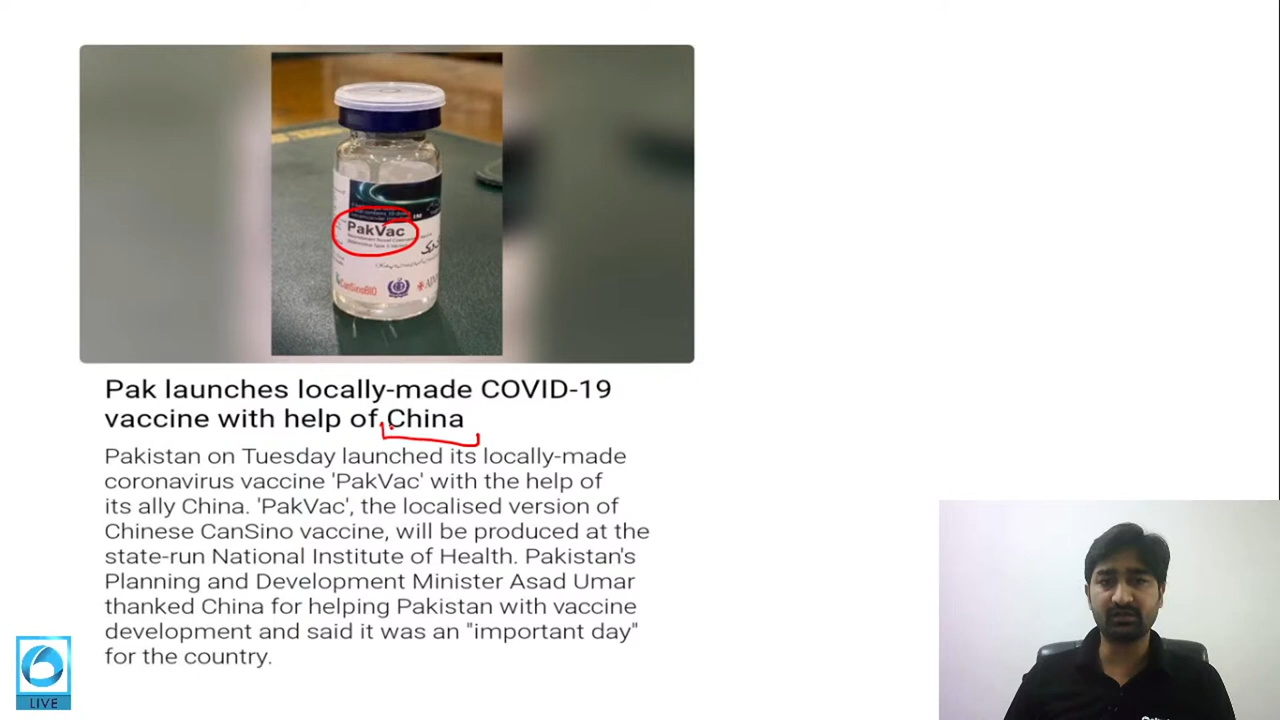 PakVac
CanSinoBIO
Pak launches locally-made COVID-19
vaccine with help of China
Pakistan on Tuesday launched its locally-made
coronavirus vaccine 'PakVac' with the help of
its ally China. 'PakVac', the localised version of
Chinese CanSino vaccine, will be produced at the
state-run National Institute of Health. Pakistan's
Planning and Development Minister Asad Umar
thanked China for helping Pakistan with vaccine
development and said it was an "important day"
for the country.
LIVE